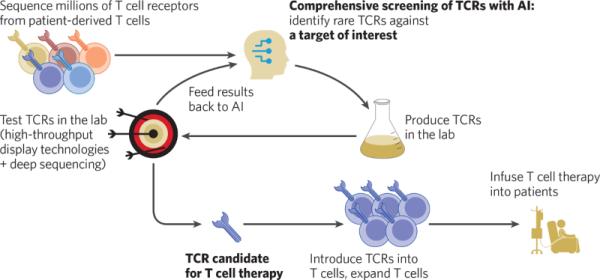 Sequence millions of T cell receptors
from patient-derived T cells
Comprehensive screening of TCRs with AI:
identify rare TCRs against
a target of interest
Feed results
back to AI
Test TCRs in the lab
(high-throughput
display technologies
+ deep sequencing)
Produce TCRs
in the lab
Infuse T cell therapy
into patients
TCR candidate
for T cell therapy
Introduce TCRs into
T cells, expand T cells